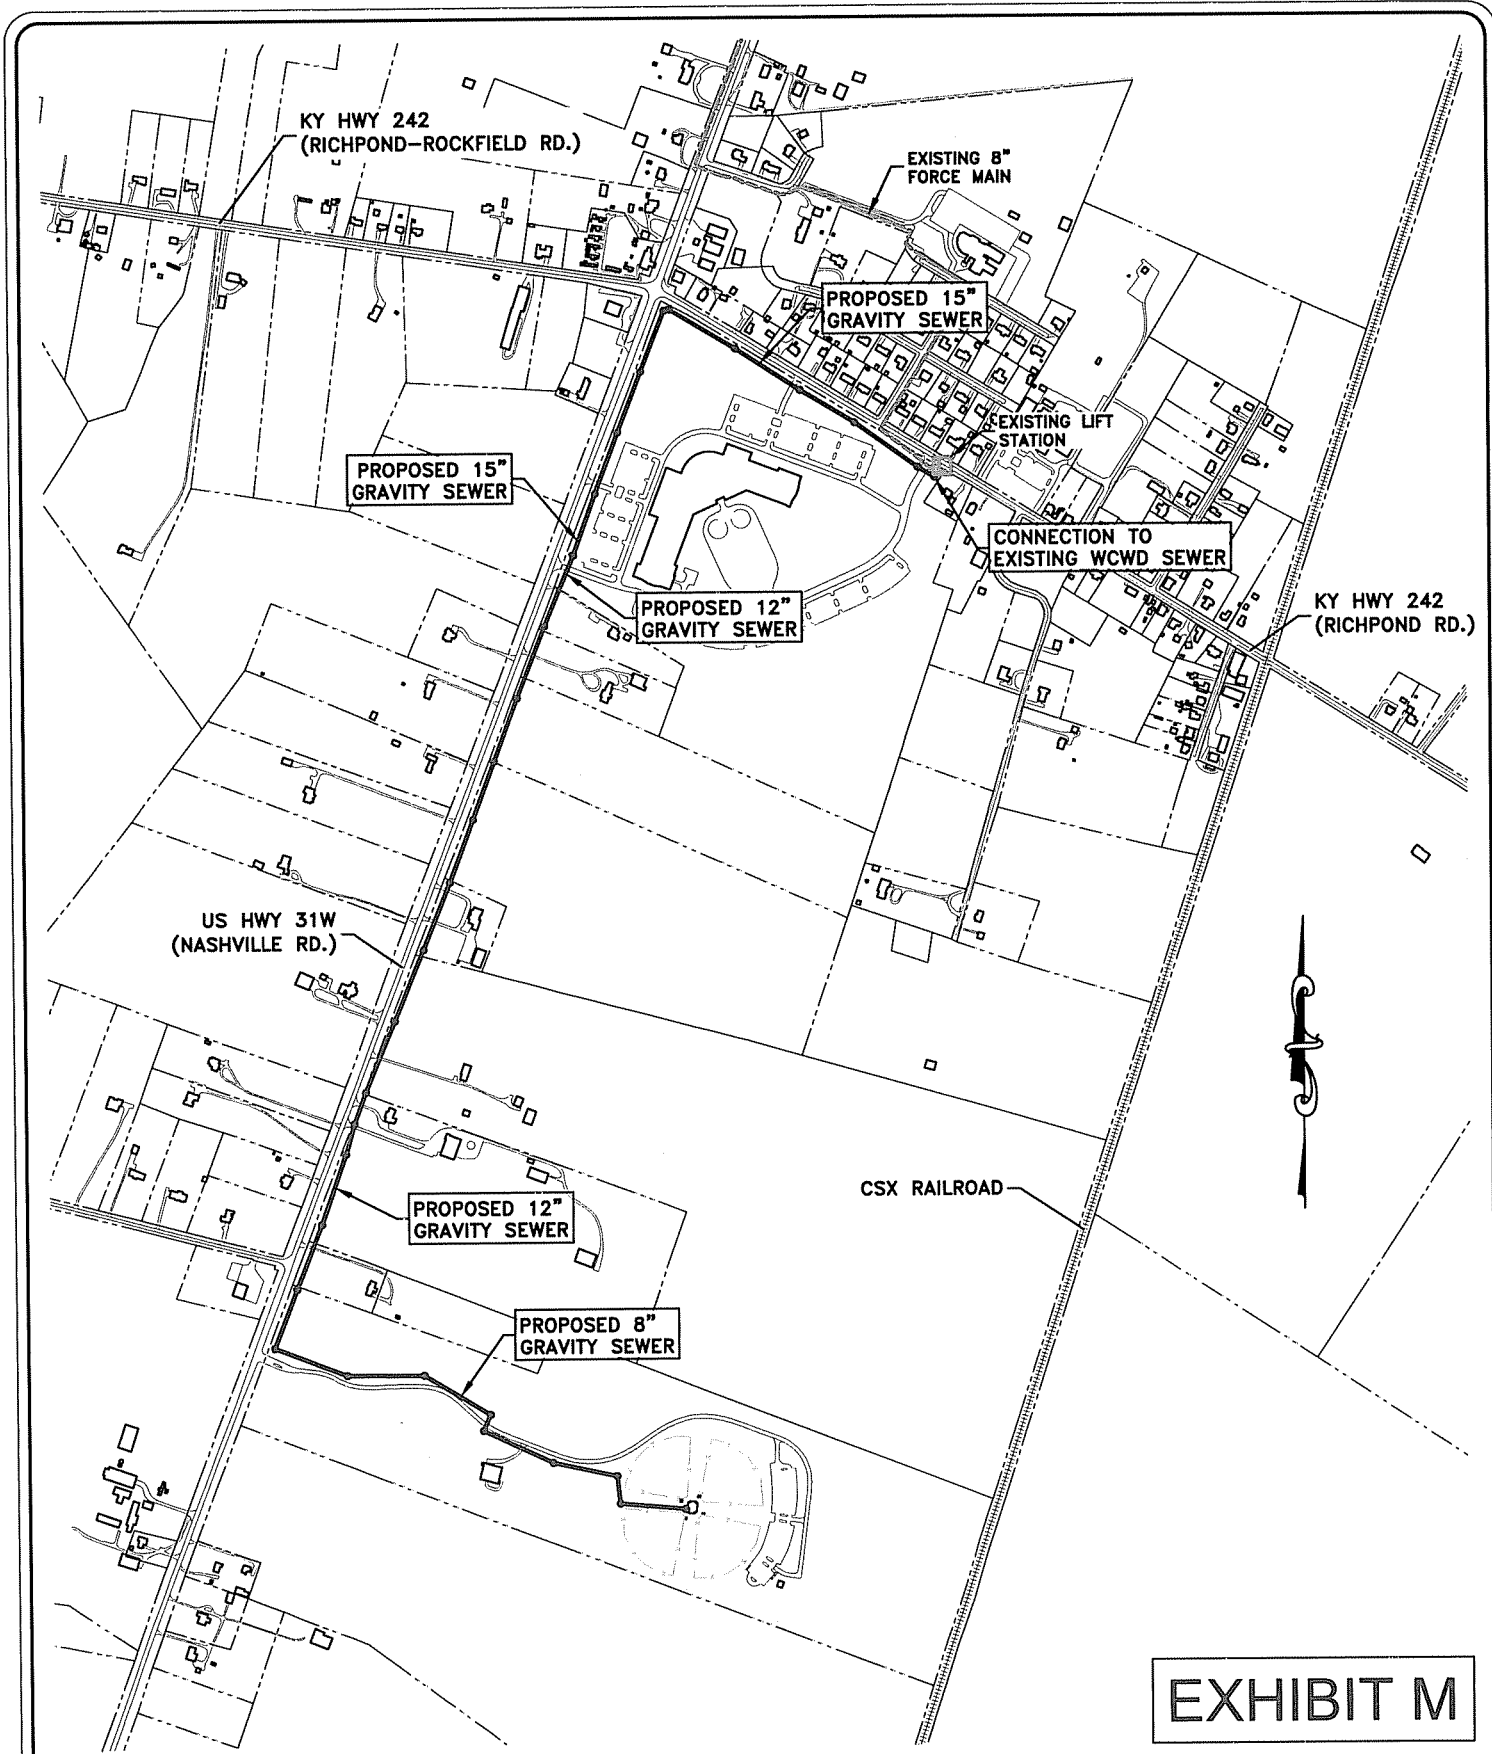 KY HWY 242
(RICHPOND-ROCKFIELD RD.)
EXISTING 8"
FORCE MAIN
PROPOSED 15"
GRAVITY SEWER
EXISTING LIFT
STATION
PROPOSED 15"
GRAVITY SEWER
CONNECTION TO
EXISTING WCWD SEWER
PROPOSED 12"
GRAVITY SEWER
KY HWY 242
(RICHPOND RD.)
US HWY 31W
(NASHVILLE RD.)
CSX RAILROAD
PROPOSED 12"
GRAVITY SEWER
PROPOSED 8"
GRAVITY SEWER
EXHIBIT M